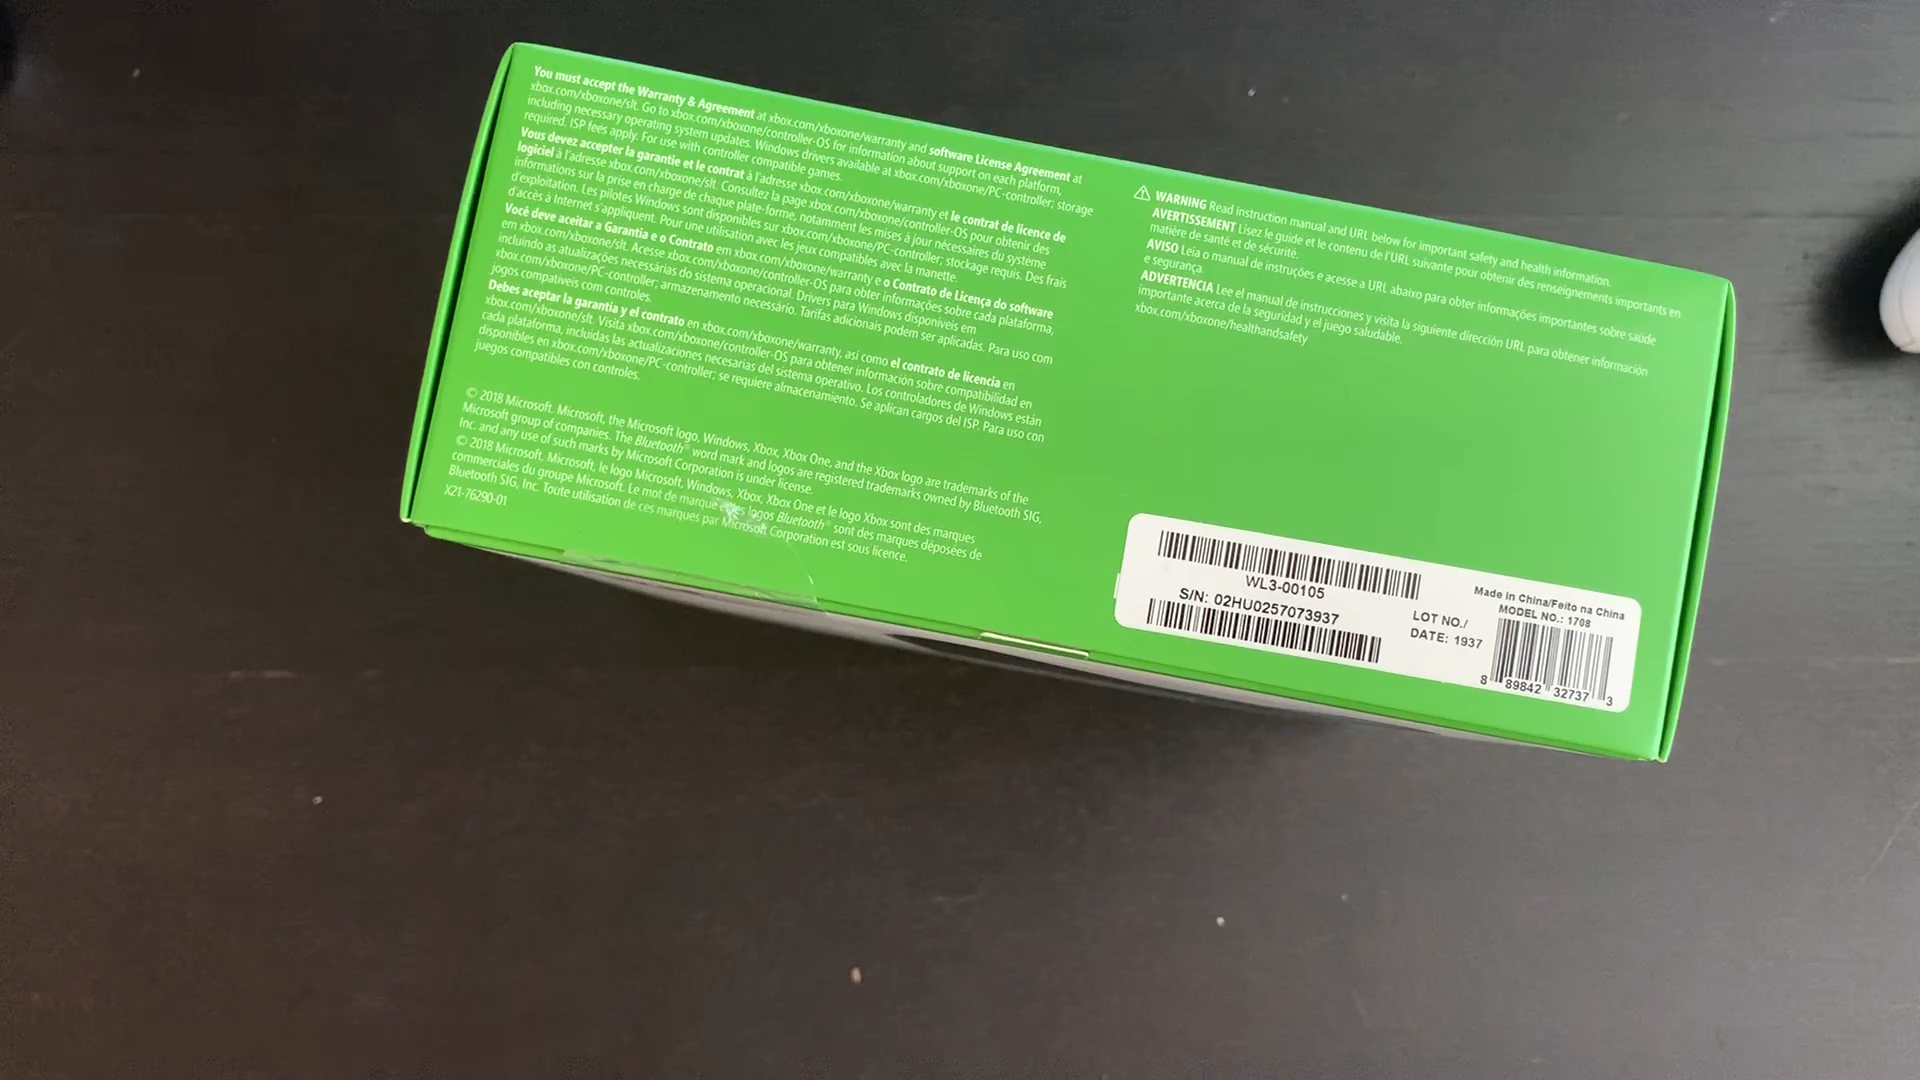 You must accept the Warranty & Agreement at xbox.com/xboxone/warranty and software License Agreement at
xbox.com/xboxone/slt. Go to xbox.com/xboxone/controller-OS for information about support on each platform,
including necessary operating system updates. Windows drivers available at xbox.com/xboxone/PC-controller; storage
required. ISP fees apply. For use with controller compatible games.
Vous devez accepter la garantie et le contrat à l'adresse xbox.com/xboxone/warranty et le contrat de licence de
logiciel à l'adresse xbox.com/xboxone/slt. Consultez la page xbox.com/xboxone/controller-OS pour obtenir des
informations sur la prise en charge de chaque plate-forme, notamment les mises à jour nécessaires du système
d'exploitation. Les pilotes Windows sont disponibles sur xbox.com/xboxone/PC-controller; stockage requis. Des frais
d'accès à Internet s'appliquent. Pour une utilisation avec les jeux compatibles avec la manette.
Você deve aceitar a Garantia e o Contrato em xbox.com/xboxone/warranty e o Contrato de Licença do software
em xbox.com/xboxone/slt. Acesse xbox.com/xboxone/controller-OS para obter informações sobre cada plataforma,
incluindo as atualizações necessárias do sistema operacional. Drivers para Windows disponíveis em
xbox.com/xboxone/PC-controller; armazenamento necessário. Tarifas adicionais podem ser aplicadas. Para uso com
jogos compatíveis com controles.
Debes aceptar la garantía y el contrato en xbox.com/xboxone/warranty, así como el contrato de licencia en
xbox.com/xboxone/slt. Visita xbox.com/xboxone/controller-OS para obtener información sobre compatibilidad en
cada plataforma, incluidas las actualizaciones necesarias del sistema operativo. Los controladores de Windows están
disponibles en xbox.com/xboxone/PC-controller; se requiere almacenamiento. Se aplican cargos del ISP. Para uso con
juegos compatibles con controles.
© 2018 Microsoft. Microsoft, the Microsoft logo, Windows, Xbox, Xbox One, and the Xbox logo are trademarks of the
Microsoft group of companies. The Bluetooth® word mark and logos are registered trademarks owned by Bluetooth SIG,
Inc. and any use of such marks by Microsoft Corporation is under license.
© 2018 Microsoft. Microsoft, le logo Microsoft, Windows, Xbox, Xbox One et le logo Xbox sont des marques
commerciales du groupe Microsoft. Le mot de marque logos Bluetooth® sont des marques déposées de
Bluetooth SIG, Inc. Toute utilisation de ces marques par Microsoft Corporation est sous licence.
X21-76290-01
⚠ WARNING Read instruction manual and URL below for important safety and health information.
AVERTISSEMENT Lisez le guide et le contenu de l'URL suivante pour obtenir des renseignements importants en
matière de santé et de sécurité.
AVISO Leia o manual de instruções e acesse a URL abaixo para obter informações importantes sobre saúde
e segurança
ADVERTENCIA Lee el manual de instrucciones y visita la siguiente dirección URL para obtener información
importante acerca de la seguridad y el juego saludable.
xbox.com/xboxone/healthandsafety
WL3-00105
S/N: 02HU0257073937
LOT NO./
DATE: 1937
Made in China/Feito na China
MODEL NO.: 1708
8 89842 32737 3